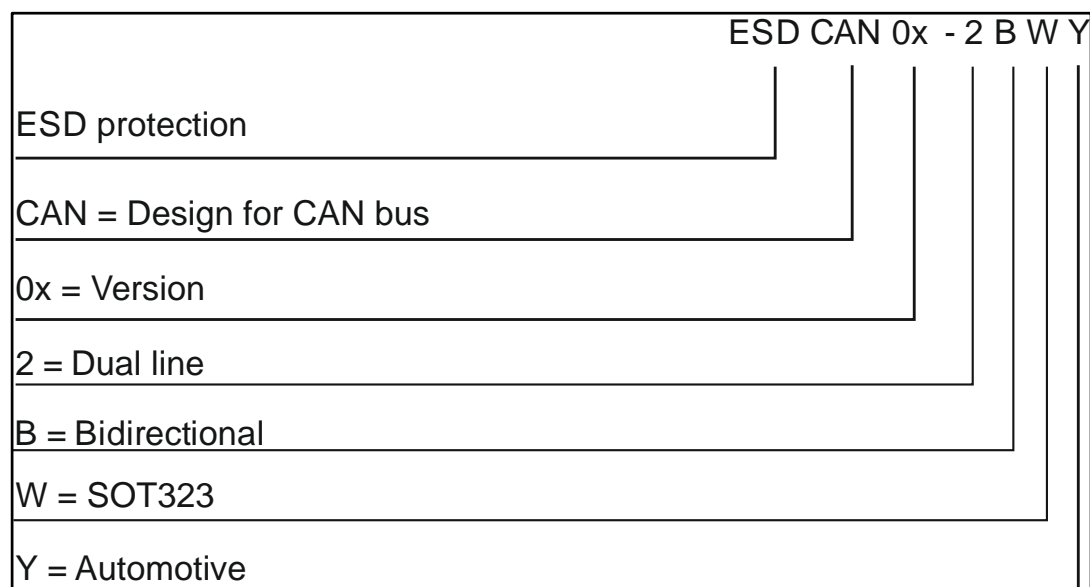 ESD CAN 0x - 2 B W Y
ESD protection
CAN = Design for CAN bus
0x = Version
2 = Dual line
B = Bidirectional
W = SOT323
Y = Automotive